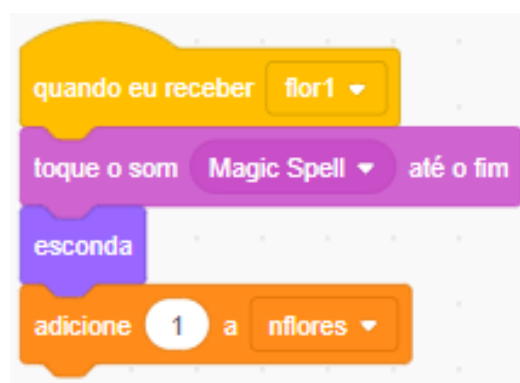 quando eu receber flor1
toque o som Magic Spell até o fim
esconda
adicione 1 a nflores